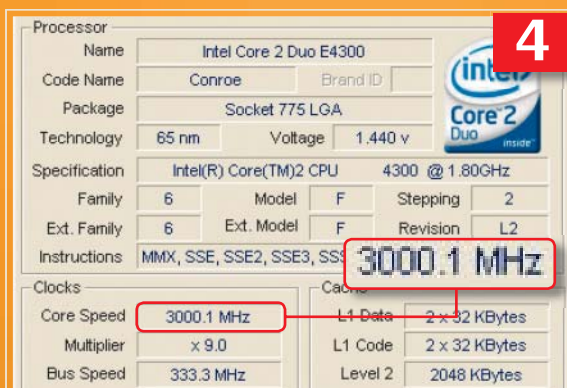 Processor
4
Name Intel Core 2 Duo E4300
Code Name Conroe Brand ID
intel
Package Socket 775 LGA
Core 2
Duo
inside
Technology 65 nm Voltage 1.440 v
Specification Intel(R) Core(TM)2 CPU 4300 @ 1.80GHz
Family 6 Model F Stepping 2
Ext. Family 6 Ext. Model F Revision L2
Instructions MMX, SSE, SSE2, SSE3,
3000.1 MHz
Clocks
Cache
Core Speed 3000.1 MHz L1 Data 2 x 32 KBytes
Multiplier x 9.0 L1 Code 2 x 32 KBytes
Bus Speed 333.3 MHz Level 2 2048 KBytes